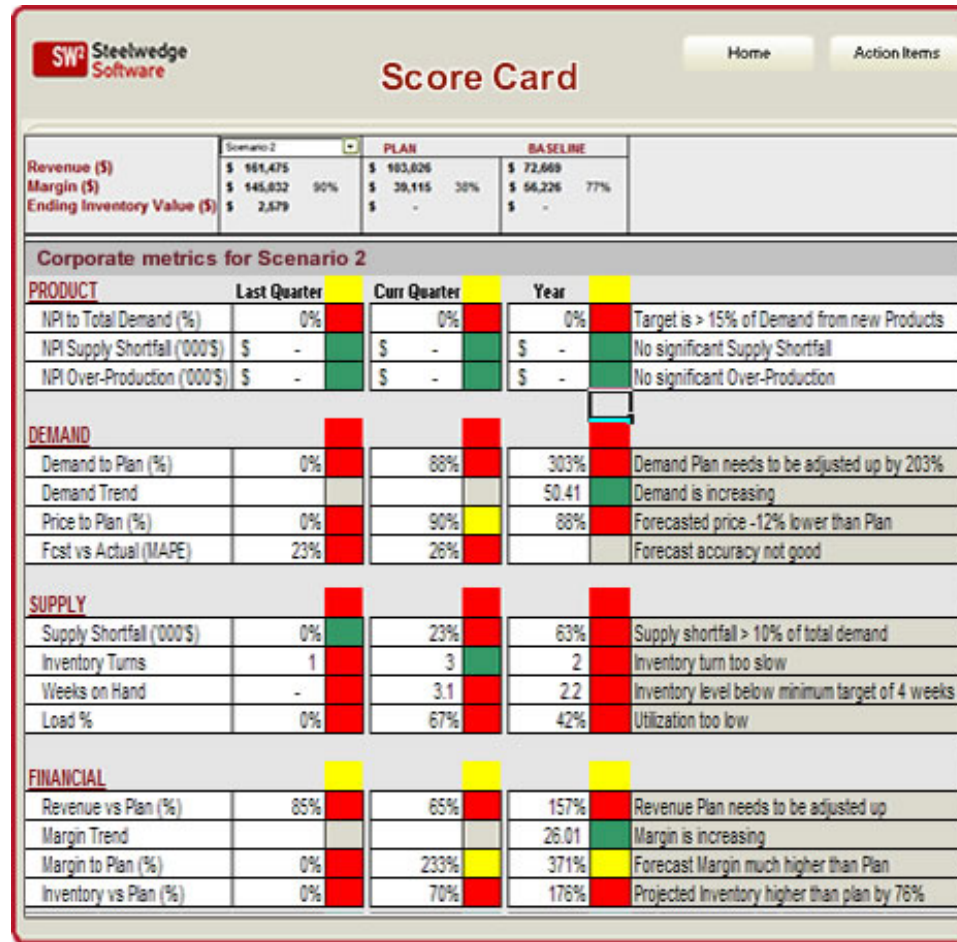 SW² Steelwedge Software
Score Card
Home
Action Items
Scenario 2 PLAN BASELINE
Revenue ($) $ 161,475 $ 103,026 $ 72,669
Margin ($) $ 145,032 90% $ 39,115 38% $ 56,226 77%
Ending Inventory Value ($) $ 2,579 $ - $ -
Corporate metrics for Scenario 2
PRODUCT Last Quarter Curr Quarter Year
NPI to Total Demand (%) 0% 0% 0% Target is > 15% of Demand from new Products
NPI Supply Shortfall ('000'$) $ - $ - $ - No significant Supply Shortfall
NPI Over-Production ('000'$) $ - $ - $ - No significant Over-Production
DEMAND
Demand to Plan (%) 0% 88% 303% Demand Plan needs to be adjusted up by 203%
Demand Trend 50.41 Demand is increasing
Price to Plan (%) 0% 90% 88% Forecasted price -12% lower than Plan
Fcst vs Actual (MAPE) 23% 26% Forecast accuracy not good
SUPPLY
Supply Shortfall ('000'$) 0% 23% 63% Supply shortfall > 10% of total demand
Inventory Turns 1 3 2 Inventory turn too slow
Weeks on Hand - 3.1 2.2 Inventory level below minimum target of 4 weeks
Load % 0% 67% 42% Utilization too low
FINANCIAL
Revenue vs Plan (%) 85% 65% 157% Revenue Plan needs to be adjusted up
Margin Trend 26.01 Margin is increasing
Margin to Plan (%) 0% 233% 371% Forecast Margin much higher than Plan
Inventory vs Plan (%) 0% 70% 176% Projected Inventory higher than plan by 76%